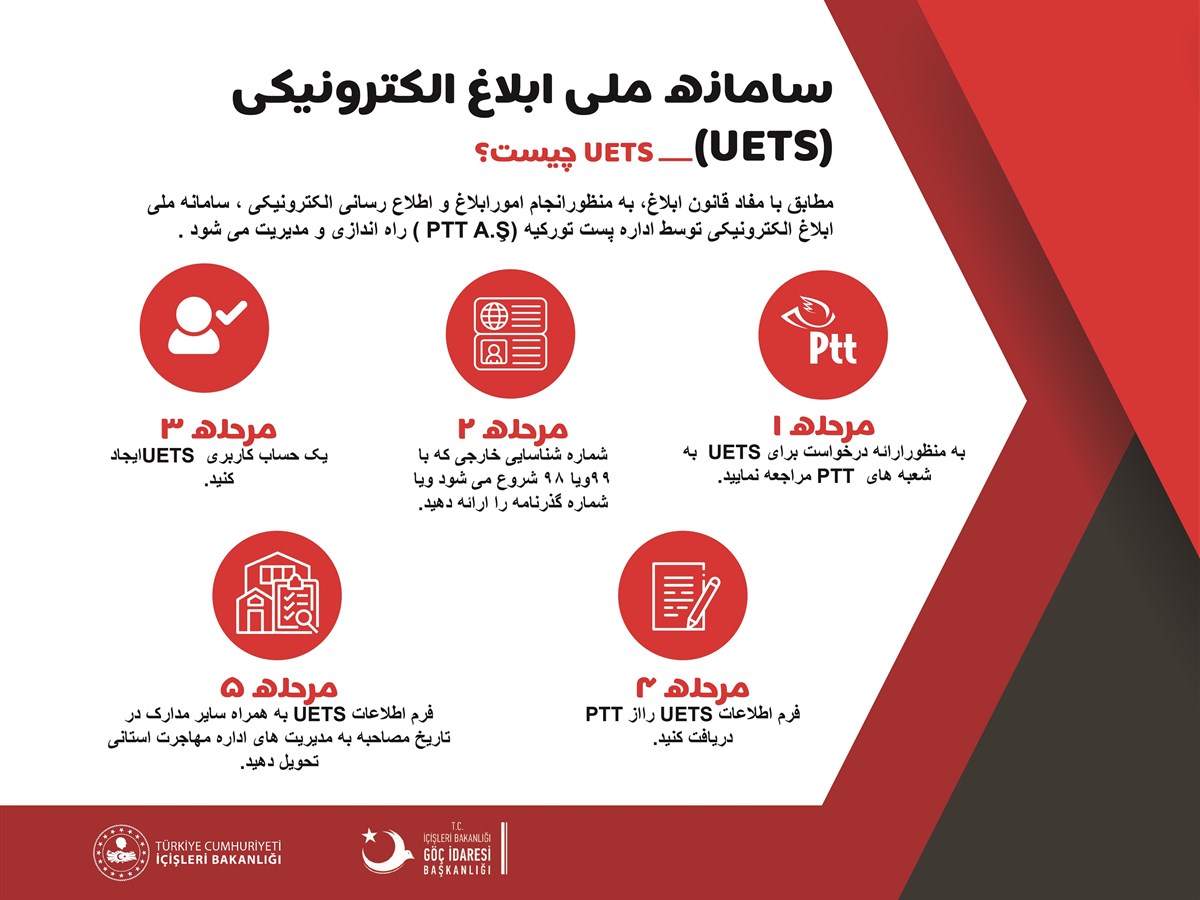 سامانه ملی ابلاغ الکترونیکی
(UETS)__ UETS چیست؟
مطابق با مفاد قانون ابلاغ، به منظورانجام امورابلاغ و اطلاع رسانی الکترونیکی ، سامانه ملی
ابلاغ الکترونیکی توسط اداره پست تورکیه (PTT A.Ş ) راه اندازی و مدیریت می شود .
Ptt
مرحله ۱
به منظورارائه درخواست برای UETS به
شعبه های PTT مراجعه نمایید.
مرحله ۲
شماره شناسایی خارجی که با
۹۹ویا ۹۸ شروع می شود ویا
شماره گذرنامه را ارائه دهید.
مرحله ۳
یک حساب کاربری UETSایجاد
کنید.
مرحله ۴
فرم اطلاعات UETS رااز PTT
دریافت کنید.
مرحله ۵
فرم اطلاعات UETS به همراه سایر مدارک در
تاریخ مصاحبه به مدیریت های اداره مهاجرت استانی
تحویل دهید.
TÜRKİYE CUMHURİYETİ
İÇİŞLERİ BAKANLIĞI
T.C.
İÇİŞLERİ BAKANLIĞI
GÖÇ İDARESİ
BAŞKANLIĞI